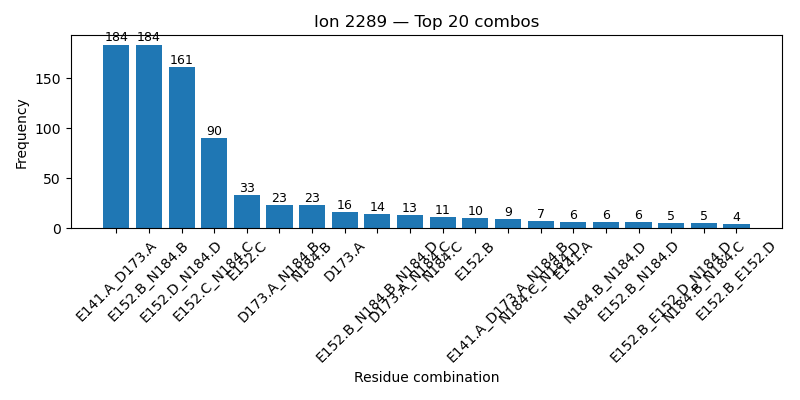 Ion 2289 — Top 20 combos
Frequency
150
100
50
0
184
184
161
90
33
23
23
16
14
13
11
10
9
7
6
6
6
5
5
4
E141.A_D173.A
E152.B_N184.B
E152.D_N184.D
E152.C_N184.C
E152.C
D173.A_N184.B
N184.B
D173.A
E152.B_N184.B_N184.D
D173.A_N184.C
N184.C
E152.B
E141.A_D173.A_N184.B
N184.C_N184.D
E141.A
N184.B_N184.D
E152.B_N184.D
E152.B_E152.D_N184.D
N184.B_N184.C
E152.B_E152.D
Residue combination